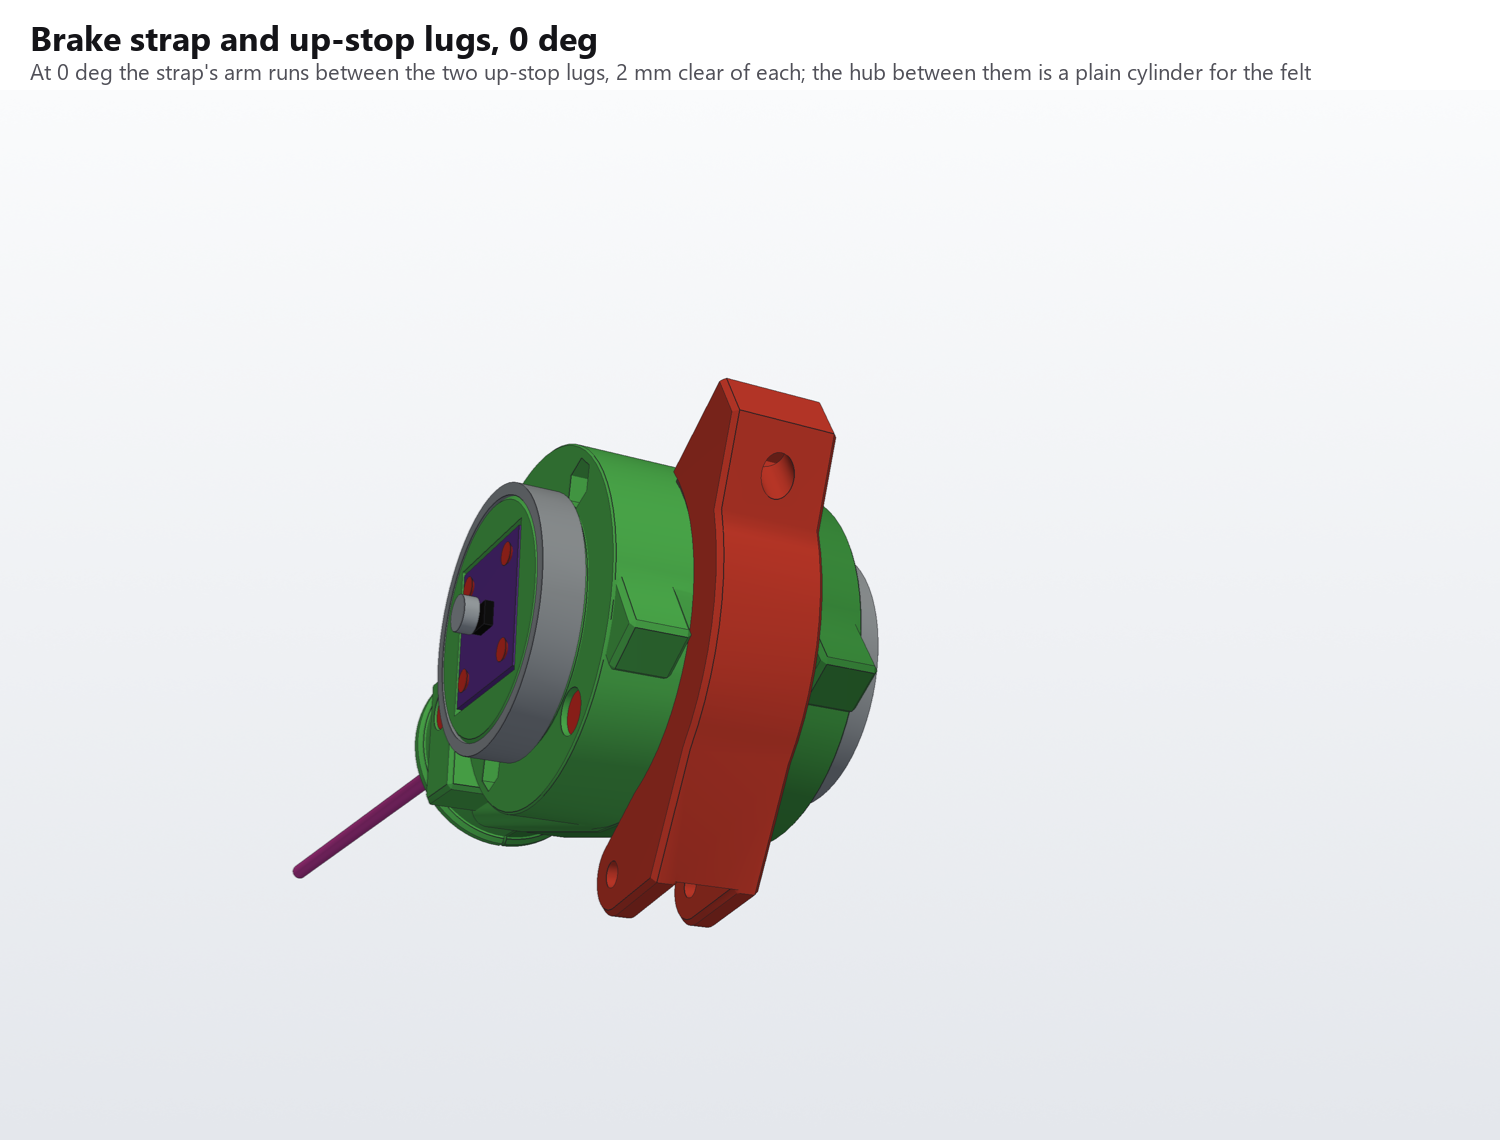 Brake strap and up-stop lugs, 0 deg
At 0 deg the strap's arm runs between the two up-stop lugs, 2 mm clear of each; the hub between them is a plain cylinder for the felt